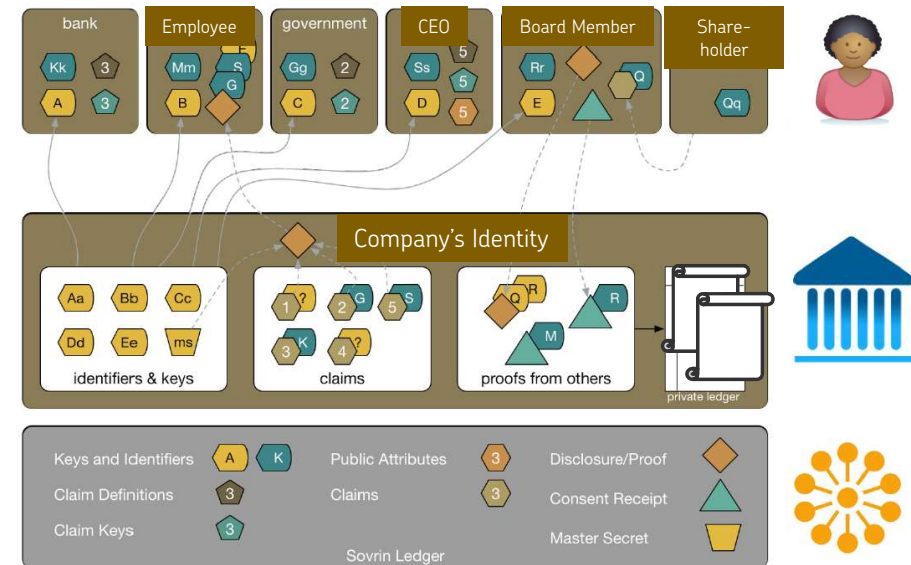 bank
Employee
government
CEO
Board Member
Share-
holder
Kk
3
A
3
Mm
S
G
B
Gg
2
C
2
Ss
5
5
D
5
Rr
E
Q
Qq
Company's Identity
Aa
Bb
Cc
Dd
Ee
ms
identifiers & keys
1
?
2
G
5
S
3
K
4
?
claims
Q
R
R
M
proofs from others
private ledger
Keys and Identifiers
A
K
Public Attributes
3
Disclosure/Proof
Claim Definitions
3
Claims
3
Consent Receipt
Claim Keys
3
Master Secret
Sovrin Ledger